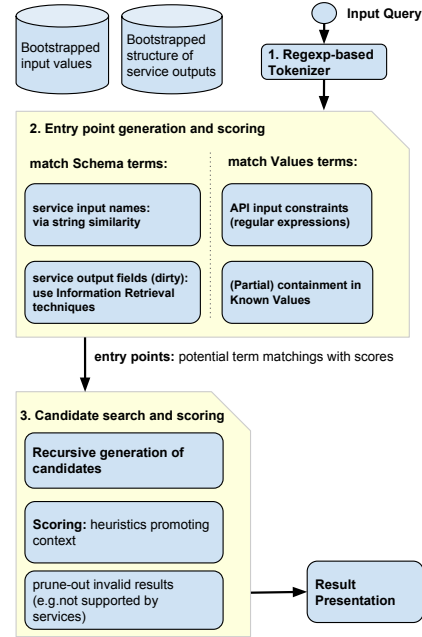 Input Query
Bootstrapped
input values
Bootstrapped
structure of
service outputs
1. Regexp-based
Tokenizer
2. Entry point generation and scoring
match Schema terms:
match Values terms:
service input names:
via string similarity
API input constraints
(regular expressions)
service output fields (dirty):
use Information Retrieval
techniques
(Partial) containment in
Known Values
entry points: potential term matchings with scores
3. Candidate search and scoring
Recursive generation of
candidates
Scoring: heuristics promoting
context
prune-out invalid results
(e.g.not supported by
services)
Result
Presentation